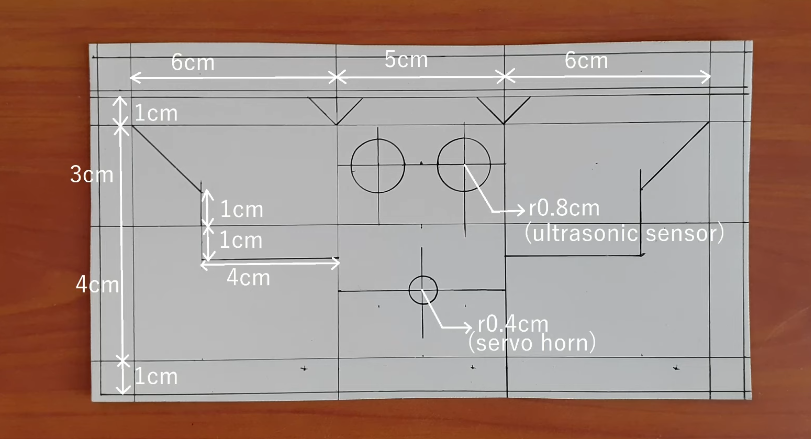 6cm 5cm 6cm
1cm
3cm
1cm
r0.8cm
(ultrasonic sensor)
1cm
4cm
4cm
r0.4cm
(servo horn)
1cm